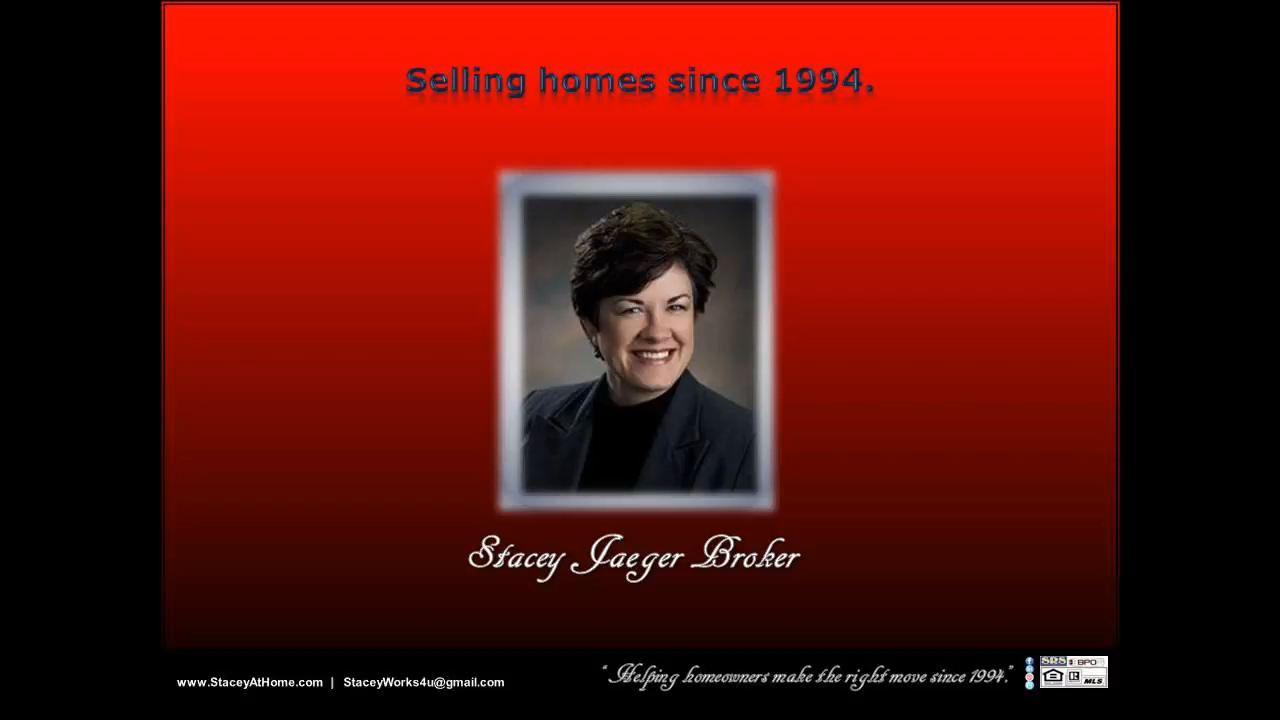 Selling homes since 1994.
Stacey Jaeger Broker
www.StaceyAtHome.com | StaceyWorks4u@gmail.com
“Helping homeowners make the right move since 1994.”
SRS BPO
R MLS